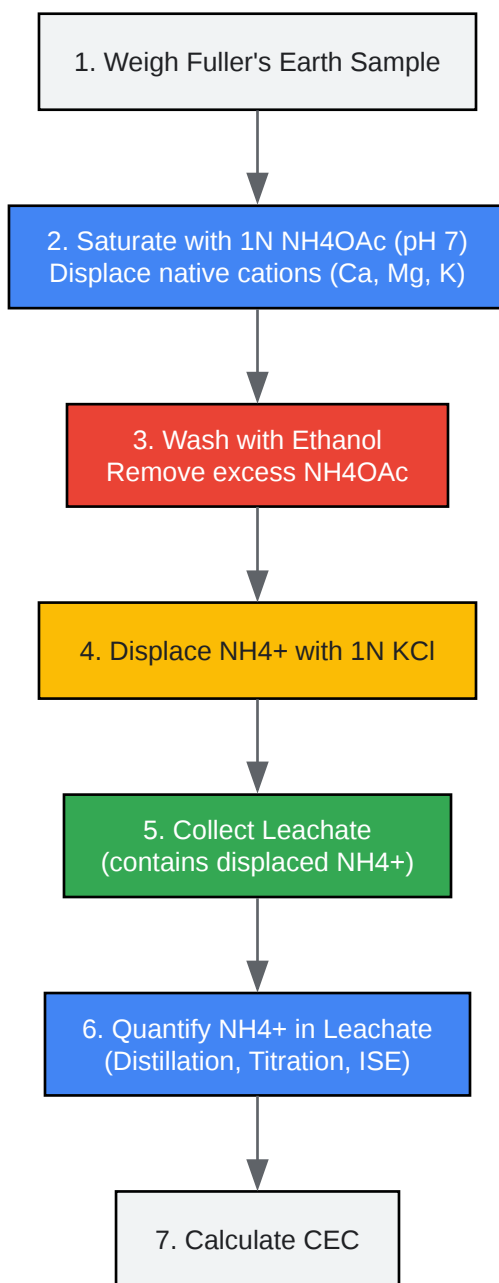 1. Weigh Fuller's Earth Sample
2. Saturate with 1N NH4OAc (pH 7)
Displace native cations (Ca, Mg, K)
3. Wash with Ethanol
Remove excess NH4OAc
4. Displace NH4+ with 1N KCl
5. Collect Leachate
(contains displaced NH4+)
6. Quantify NH4+ in Leachate
(Distillation, Titration, ISE)
7. Calculate CEC